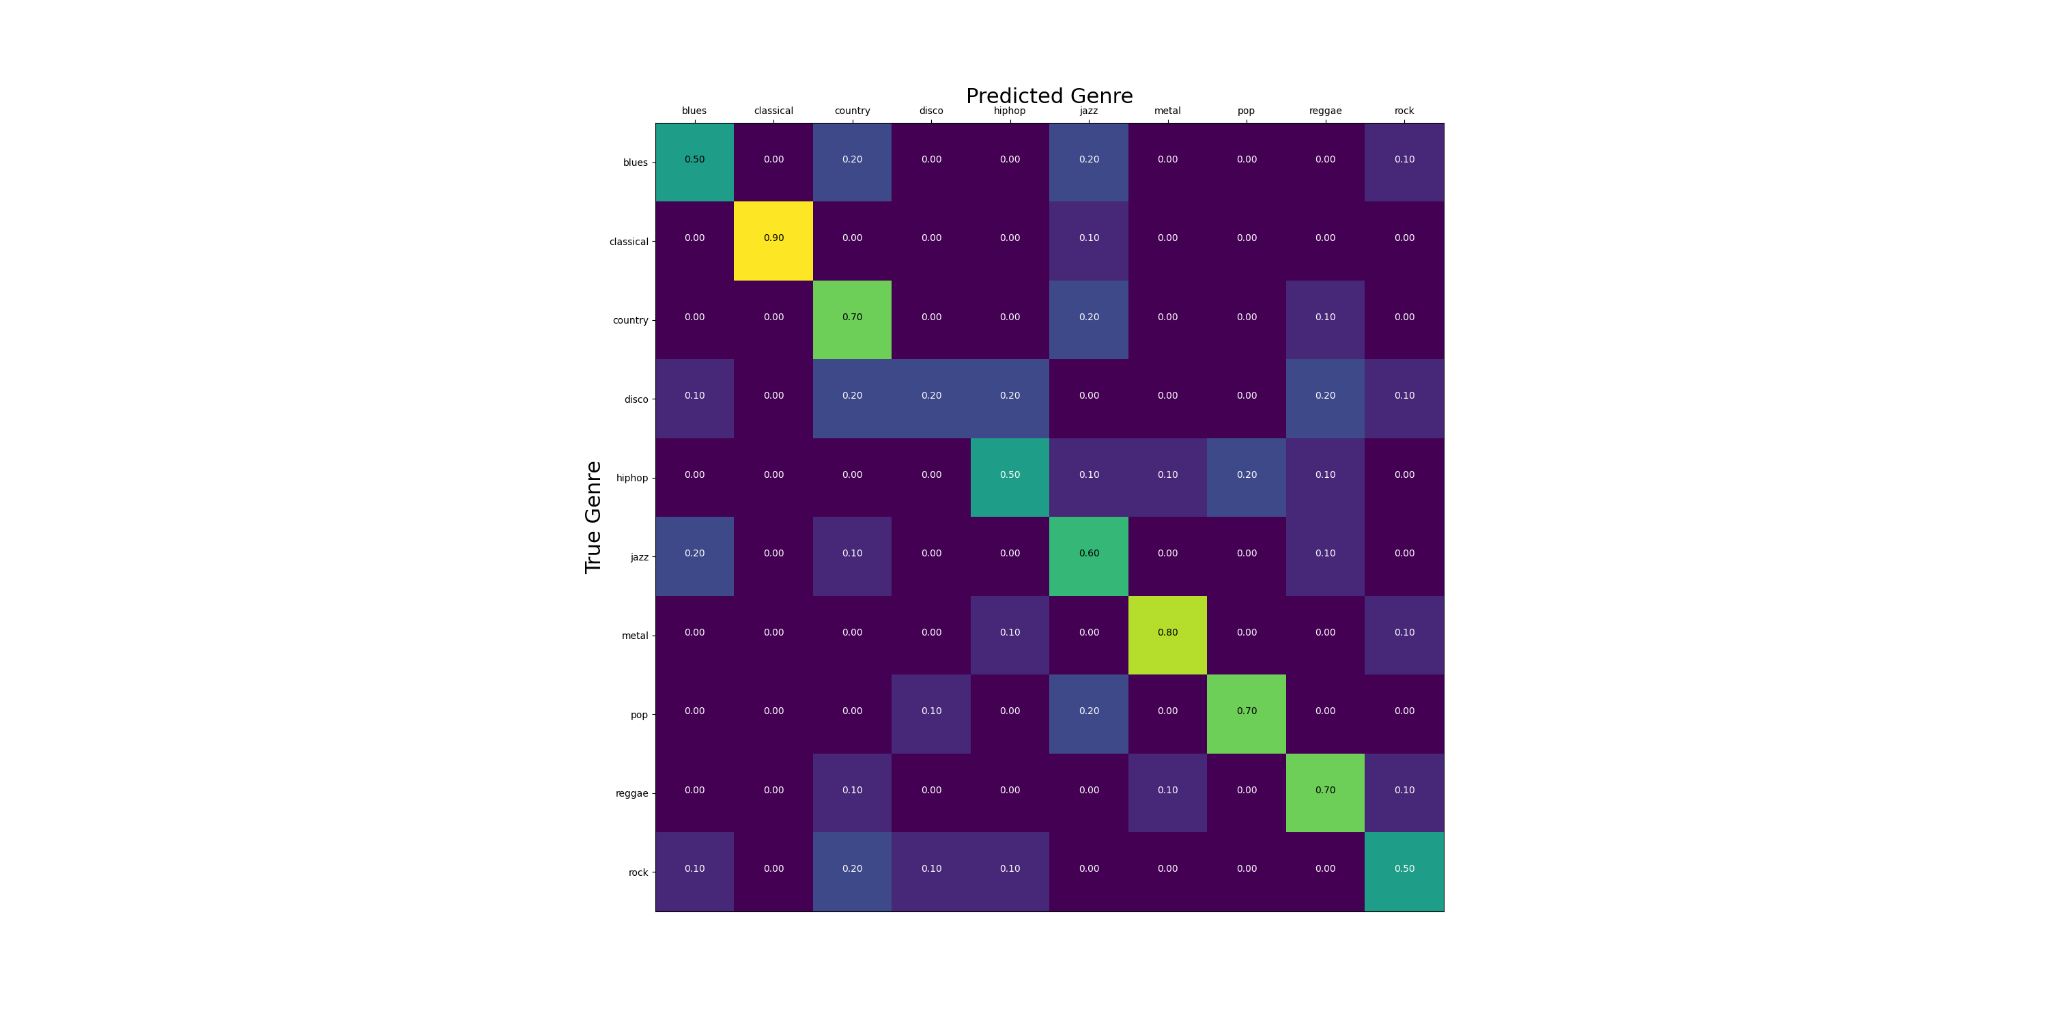 Predicted Genre
blues classical country disco hiphop jazz metal pop reggae rock
True Genre
blues 0.50 0.00 0.20 0.00 0.00 0.20 0.00 0.00 0.00 0.10
classical 0.00 0.90 0.00 0.00 0.00 0.10 0.00 0.00 0.00 0.00
country 0.00 0.00 0.70 0.00 0.00 0.20 0.00 0.00 0.10 0.00
disco 0.10 0.00 0.20 0.20 0.20 0.00 0.00 0.00 0.20 0.10
hiphop 0.00 0.00 0.00 0.00 0.50 0.10 0.10 0.20 0.10 0.00
jazz 0.20 0.00 0.10 0.00 0.00 0.60 0.00 0.00 0.10 0.00
metal 0.00 0.00 0.00 0.00 0.10 0.00 0.80 0.00 0.00 0.10
pop 0.00 0.00 0.00 0.10 0.00 0.20 0.00 0.70 0.00 0.00
reggae 0.00 0.00 0.10 0.00 0.00 0.00 0.10 0.00 0.70 0.10
rock 0.10 0.00 0.20 0.10 0.10 0.00 0.00 0.00 0.00 0.50